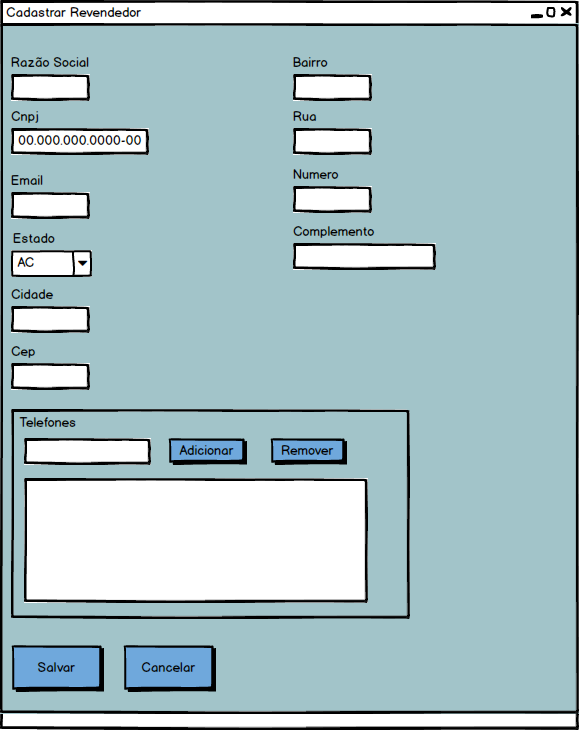 Cadastrar Revendedor
Razão Social
Cnpj
00.000.000.0000-00
Email
Estado
AC
Cidade
Cep
Bairro
Rua
Numero
Complemento
Telefones
Adicionar
Remover
Salvar
Cancelar